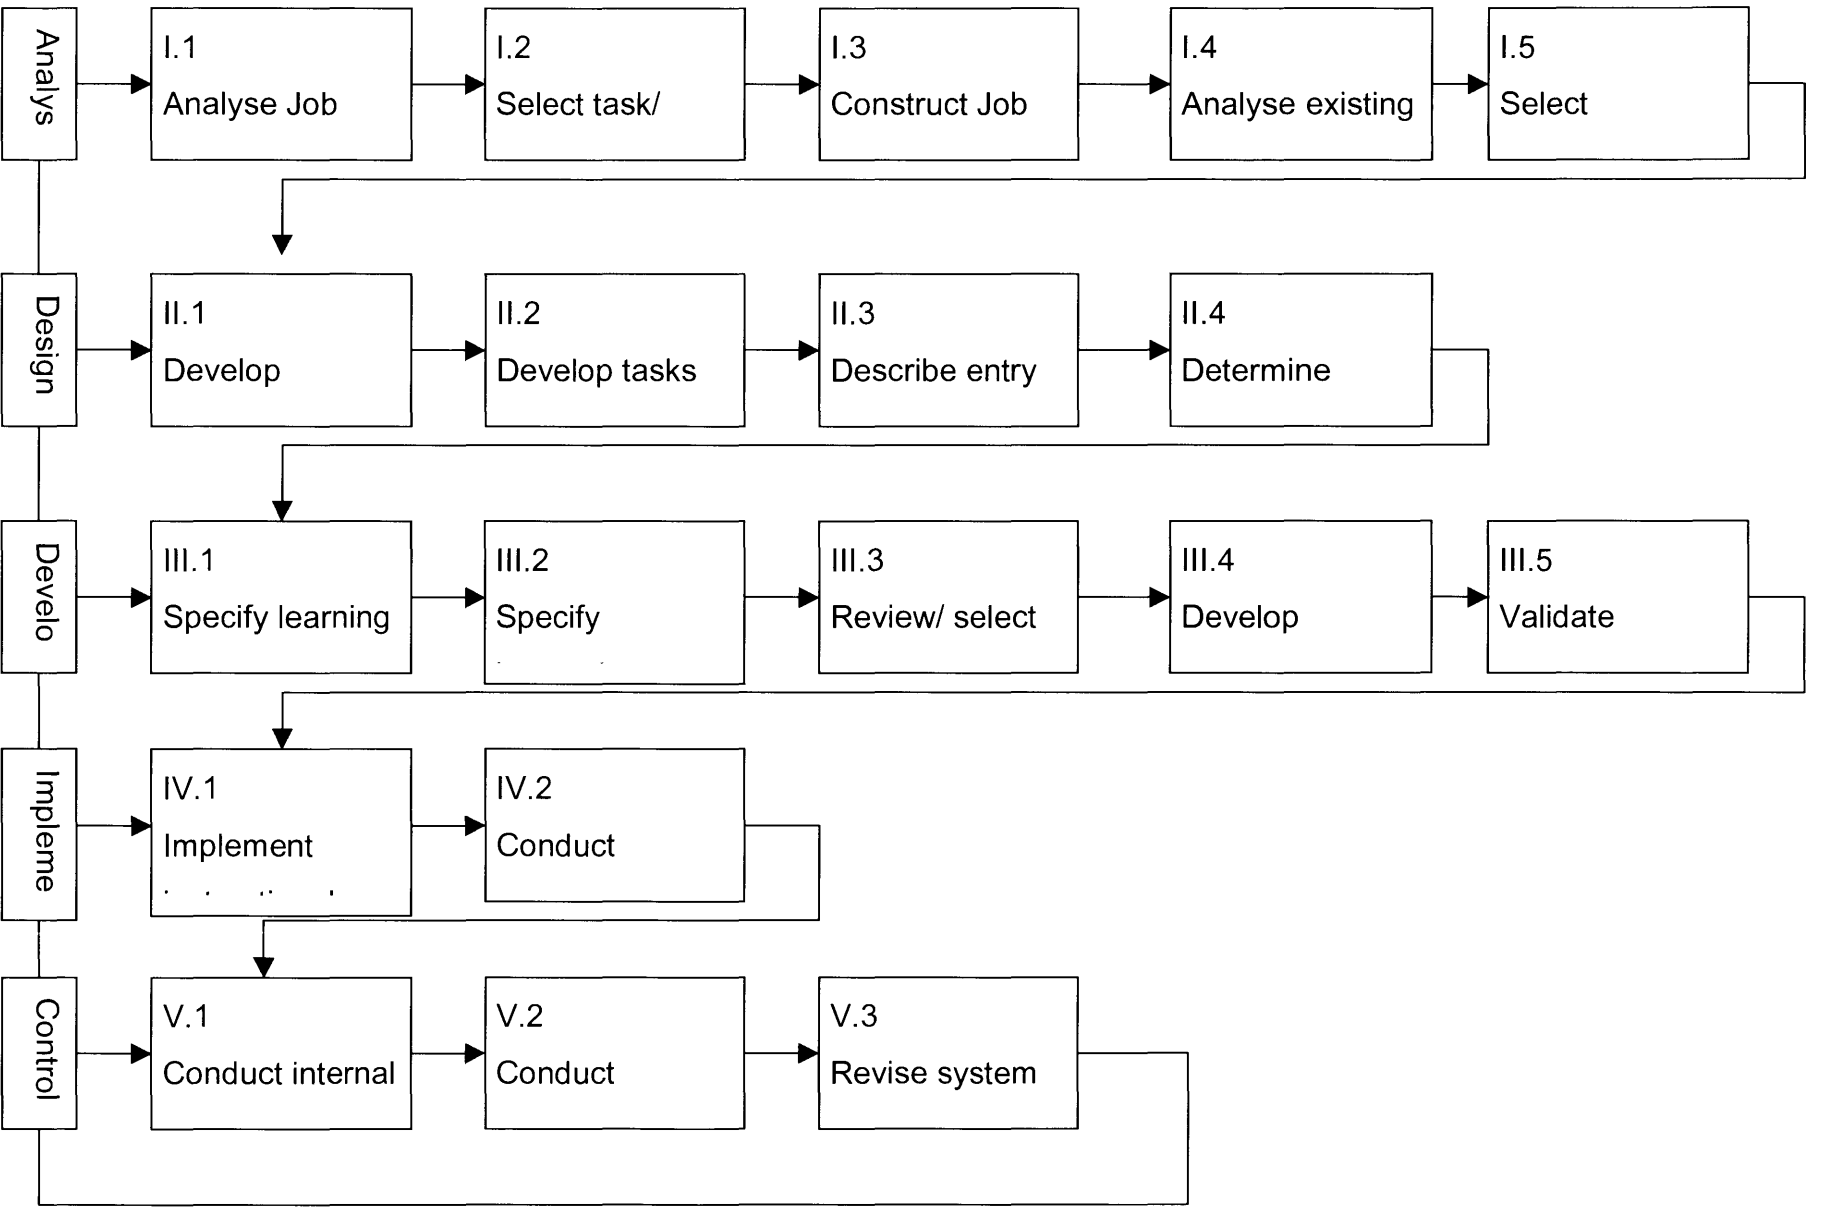 Analys
I.1
Analyse Job
I.2
Select task/
I.3
Construct Job
I.4
Analyse existing
I.5
Select
Design
II.1
Develop
II.2
Develop tasks
II.3
Describe entry
II.4
Determine
Develo
III.1
Specify learning
III.2
Specify
III.3
Review/ select
III.4
Develop
III.5
Validate
Impleme
IV.1
Implement
IV.2
Conduct
Control
V.1
Conduct internal
V.2
Conduct
V.3
Revise system